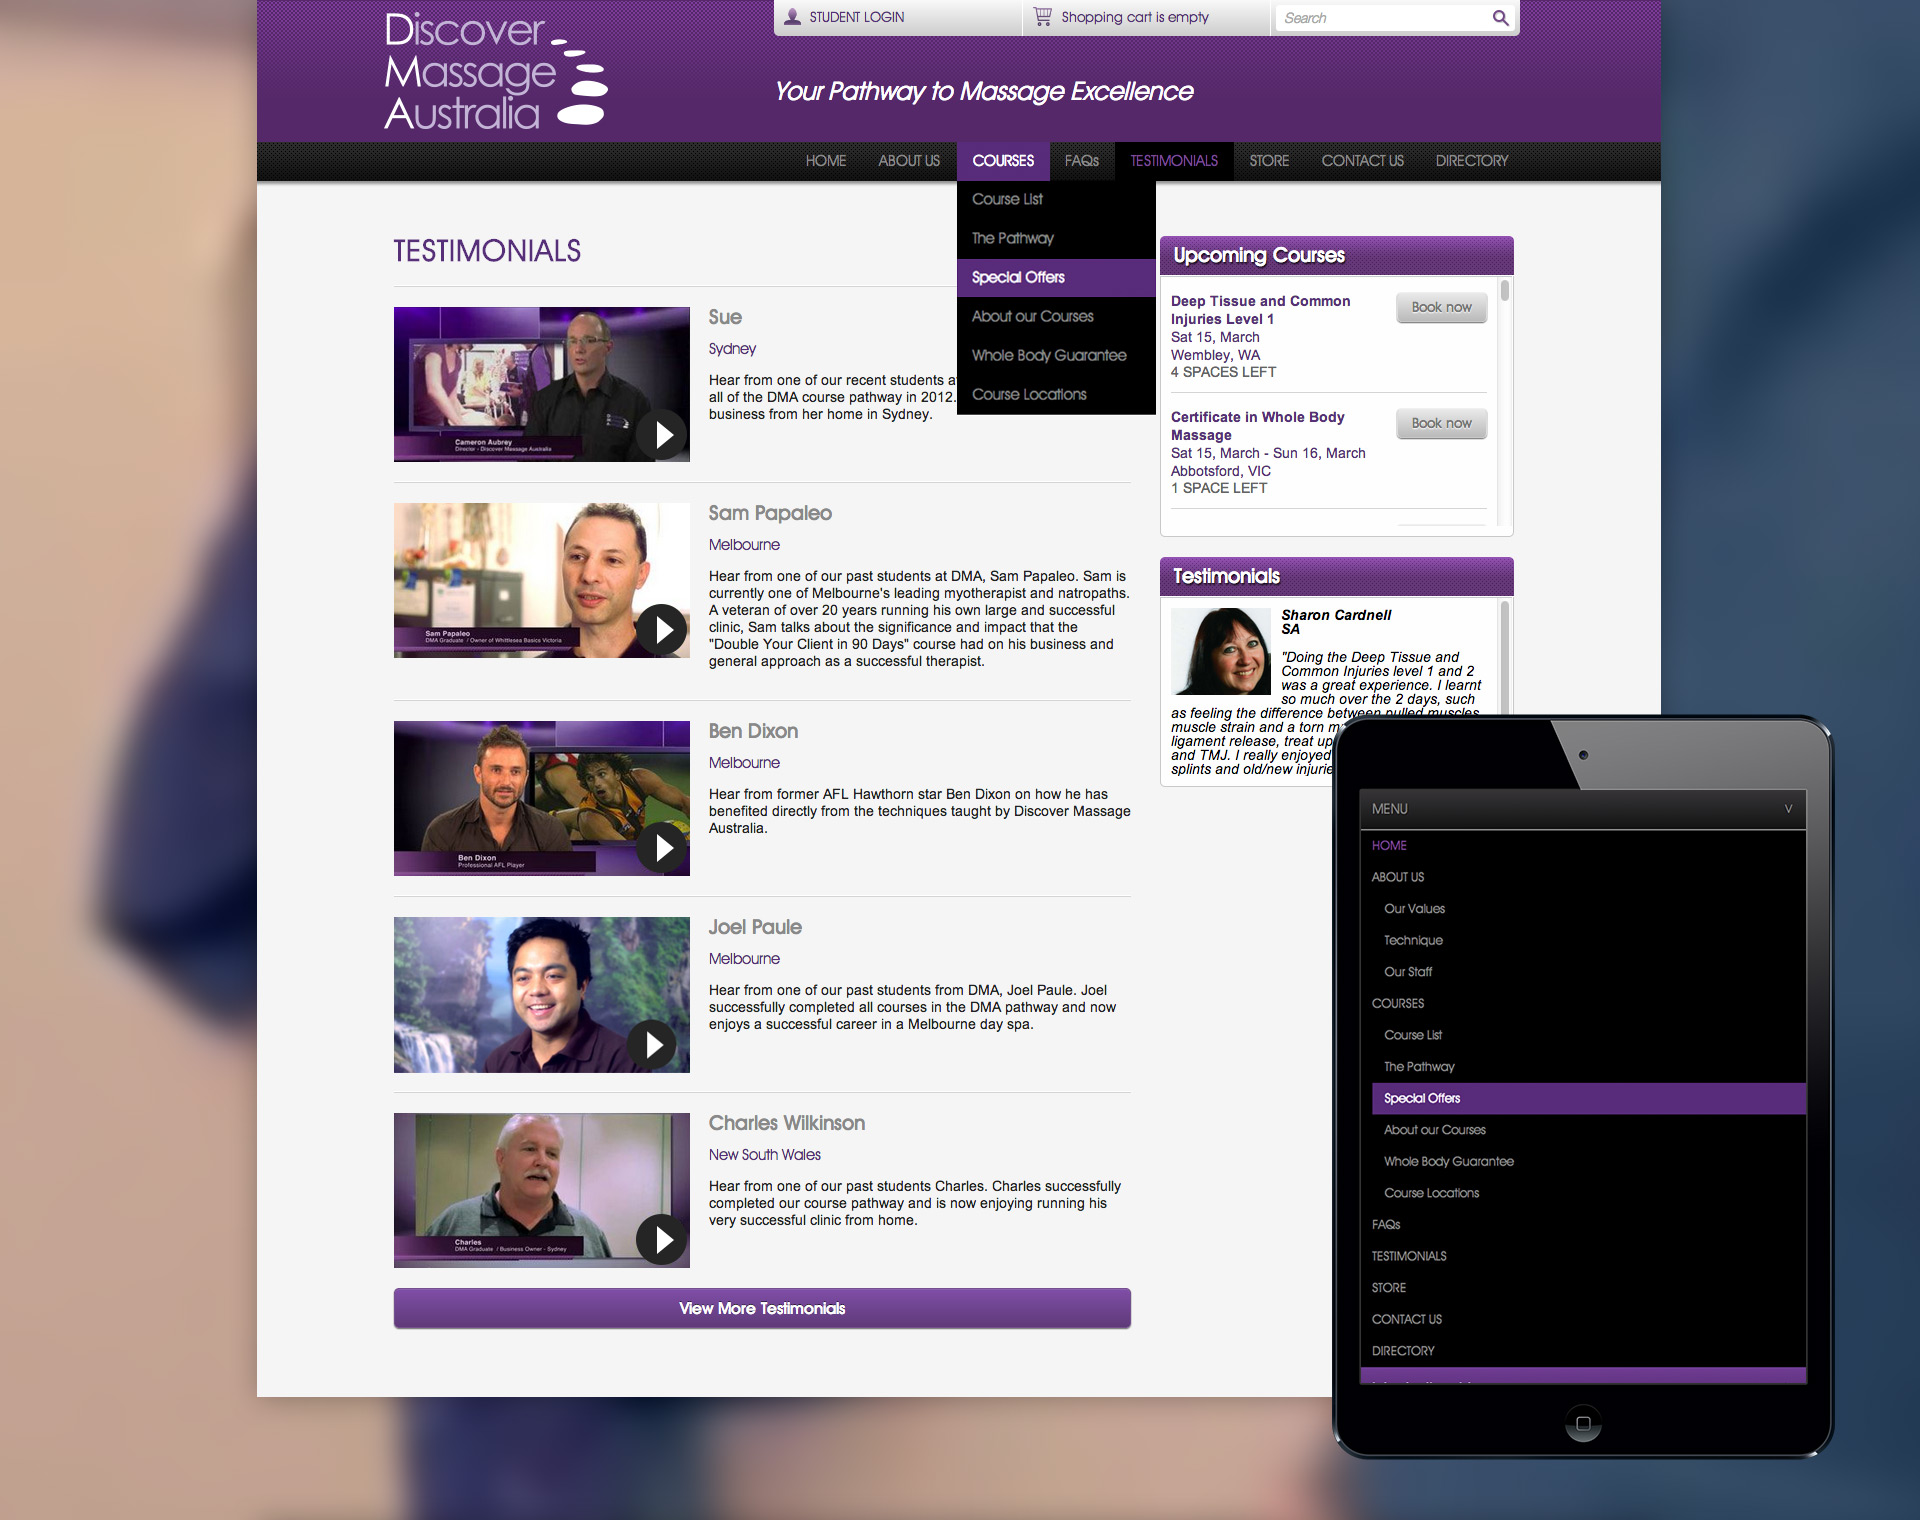 Discover
Massage
Australia
STUDENT LOGIN
Shopping cart is empty
Search
Your Pathway to Massage Excellence
HOME
ABOUT US
COURSES
FAQs
TESTIMONIALS
STORE
CONTACT US
DIRECTORY
Course List
The Pathway
Special Offers
About our Courses
Whole Body Guarantee
Course Locations
TESTIMONIALS
Cameron Aubrey
Director - Discover Massage Australia
Sue
Sydney
Hear from one of our recent students
all of the DMA course pathway in 2012.
business from her home in Sydney.
Sam Papaleo
DMA Graduate / Owner of Whittlesea Basics Victoria
Sam Papaleo
Melbourne
Hear from one of our past students at DMA, Sam Papaleo. Sam is
currently one of Melbourne's leading myotherapist and natropaths.
A veteran of over 20 years running his own large and successful
clinic, Sam talks about the significance and impact that the
"Double Your Client in 90 Days" course had on his business and
general approach as a successful therapist.
Ben Dixon
Professional AFL Player
Ben Dixon
Melbourne
Hear from former AFL Hawthorn star Ben Dixon on how he has
benefited directly from the techniques taught by Discover Massage
Australia.
Joel Paule
Melbourne
Hear from one of our past students from DMA, Joel Paule. Joel
successfully completed all courses in the DMA pathway and now
enjoys a successful career in a Melbourne day spa.
Charles
DMA Graduate / Business Owner - Sydney
Charles Wilkinson
New South Wales
Hear from one of our past students Charles. Charles successfully
completed our course pathway and is now enjoying running his
very successful clinic from home.
View More Testimonials
Upcoming Courses
Deep Tissue and Common
Injuries Level 1
Sat 15, March
Wembley, WA
4 SPACES LEFT
Book now
Certificate in Whole Body
Massage
Sat 15, March - Sun 16, March
Abbotsford, VIC
1 SPACE LEFT
Book now
Testimonials
Sharon Cardnell
SA
"Doing the Deep Tissue and
Common Injuries level 1 and 2
was a great experience. I learnt
so much over the 2 days, such
as feeling the difference between pulled muscles
muscle strain and a torn
ligament release, treat
and TMJ. I really enjoyed
splints and old/new
MENU
V
HOME
ABOUT US
Our Values
Technique
Our Staff
COURSES
Course List
The Pathway
Special Offers
About our Courses
Whole Body Guarantee
Course Locations
FAQs
TESTIMONIALS
STORE
CONTACT US
DIRECTORY